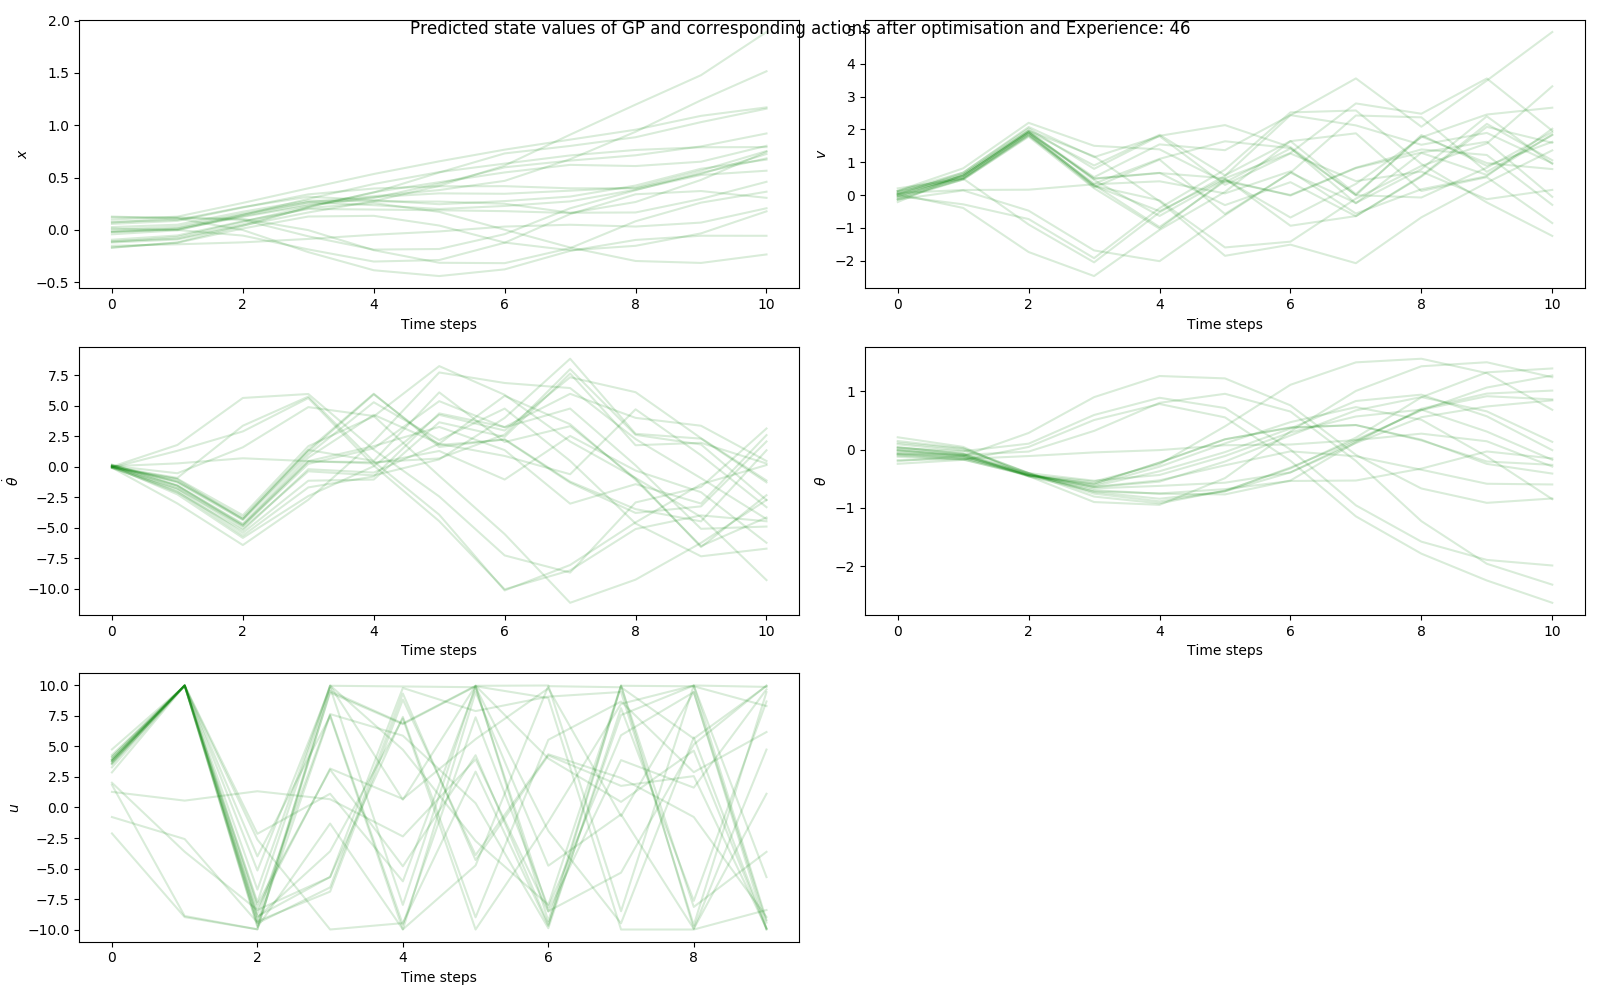 Predicted state values of GP and corresponding actions after optimisation and Experience: 46
2.0
1.5
1.0
0.5
0.0
−0.5
x
0 2 4 6 8 10
Time steps
5
4
3
2
1
0
−1
−2
v
0 2 4 6 8 10
Time steps
7.5
5.0
2.5
0.0
−2.5
−5.0
−7.5
−10.0
θ̇
0 2 4 6 8 10
Time steps
1
0
−1
−2
θ
0 2 4 6 8 10
Time steps
10.0
7.5
5.0
2.5
0.0
−2.5
−5.0
−7.5
−10.0
u
0 2 4 6 8
Time steps